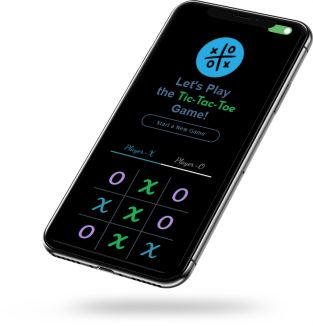 X O
O X
Let's Play
the Tic-Tac-Toe
Game!
Start a New Game
Player-X Player-O
O X O
X X O
O X X